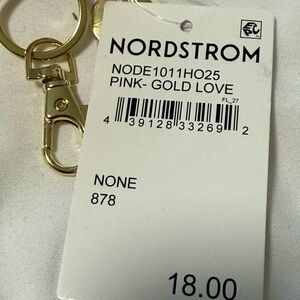 NORDSTROM
NODE1011HO25
PINK- GOLD LOVE
FL_27
4 39128 33269 2
NONE
878
18.00